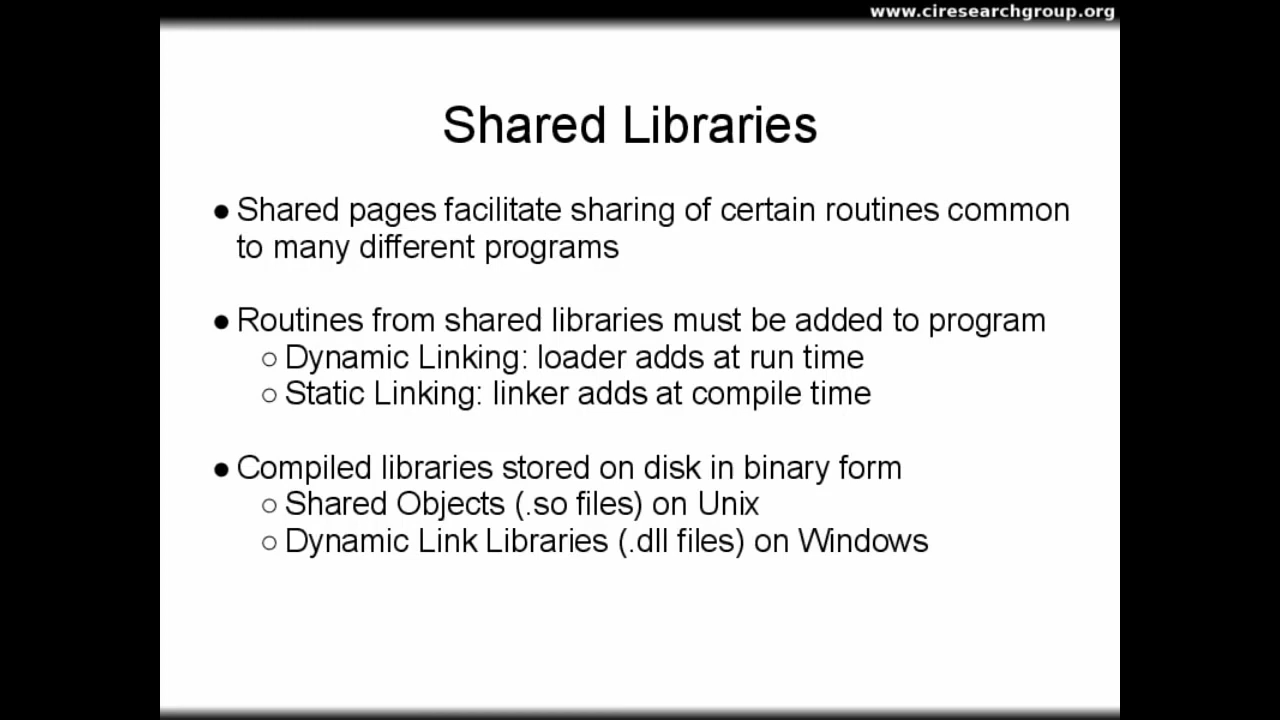 www.ciresearchgroup.org
Shared Libraries
● Shared pages facilitate sharing of certain routines common
to many different programs
● Routines from shared libraries must be added to program
○ Dynamic Linking: loader adds at run time
○ Static Linking: linker adds at compile time
● Compiled libraries stored on disk in binary form
○ Shared Objects (.so files) on Unix
○ Dynamic Link Libraries (.dll files) on Windows